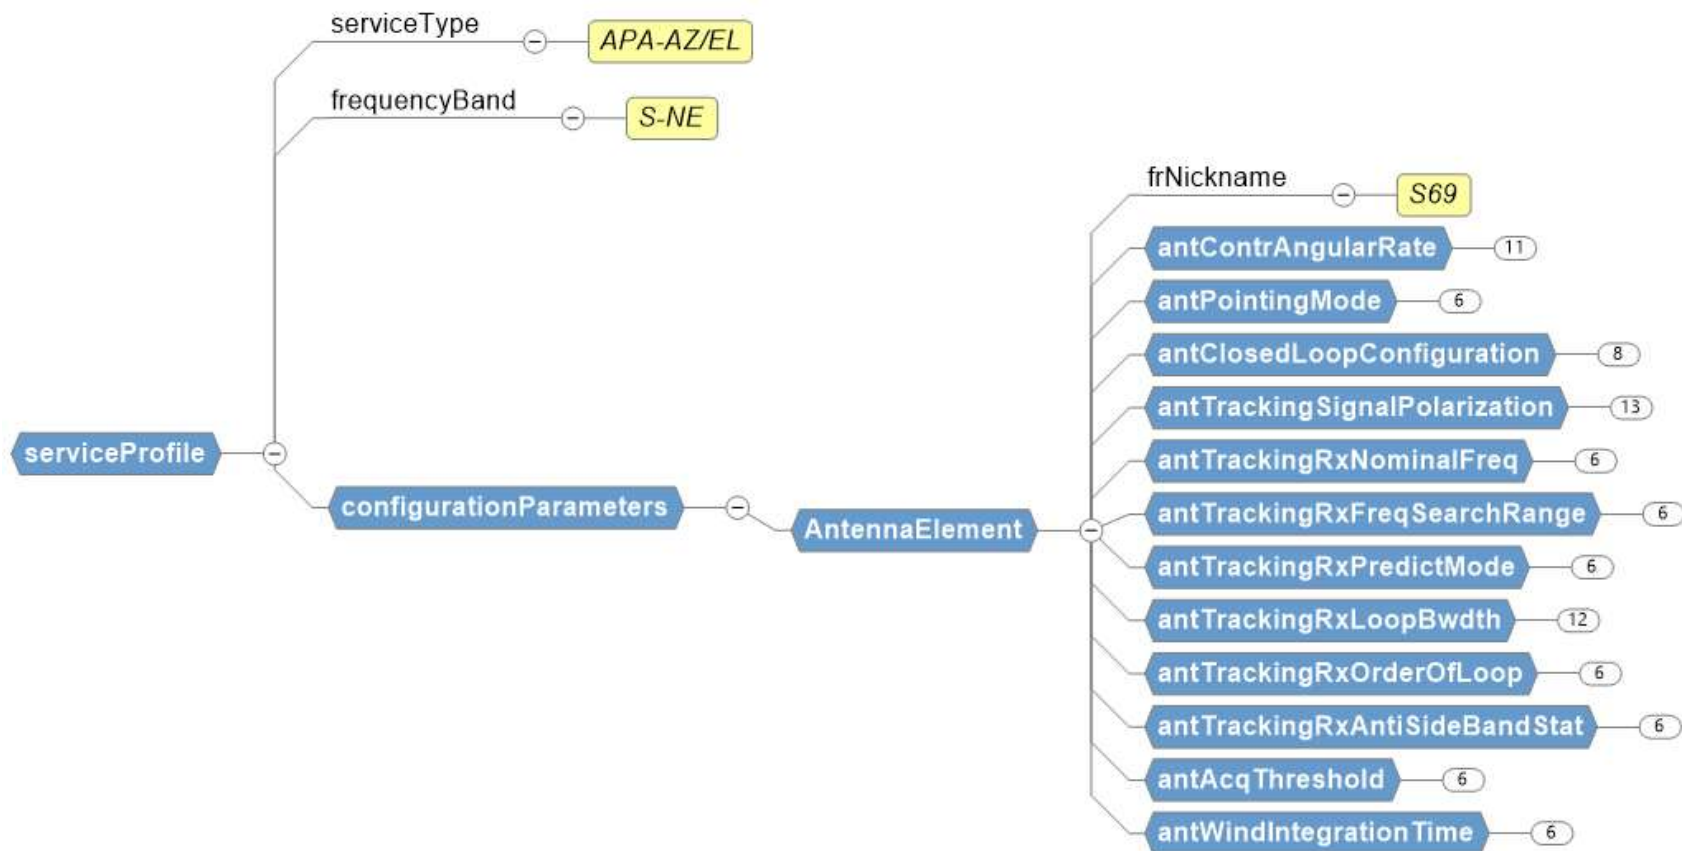 serviceType
APA-AZ/EL
frequencyBand
S-NE
frNickname
S69
antContrAngularRate
11
antPointingMode
6
antClosedLoopConfiguration
8
antTrackingSignalPolarization
13
serviceProfile
antTrackingRxNominalFreq
6
configurationParameters
antTrackingRxFreqSearchRange
6
AntennaElement
antTrackingRxPredictMode
6
antTrackingRxLoopBwdth
12
antTrackingRxOrderOfLoop
6
antTrackingRxAntiSideBandStat
6
antAcqThreshold
6
antWindIntegrationTime
6